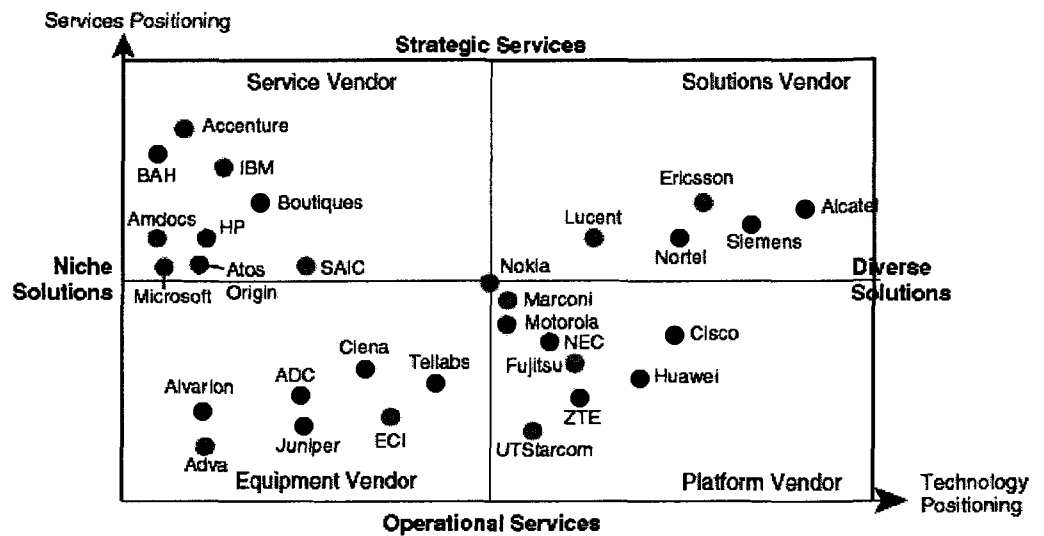 Services Positioning
Strategic Services
Service Vendor
Solutions Vendor
Accenture
BAH
IBM
Boutiques
Amdocs
HP
Ericsson
Alcatel
Lucent
Siemens
Nortel
Niche
Solutions
Microsoft
Atos
Origin
SAIC
Nokia
Diverse
Solutions
Marconi
Motorola
NEC
Cisco
Fujitsu
Huawei
ZTE
UTStarcom
Ciena
Tellabs
ADC
Alvarion
Juniper
ECI
Adva
Equipment Vendor
Platform Vendor
Technology
Positioning
Operational Services